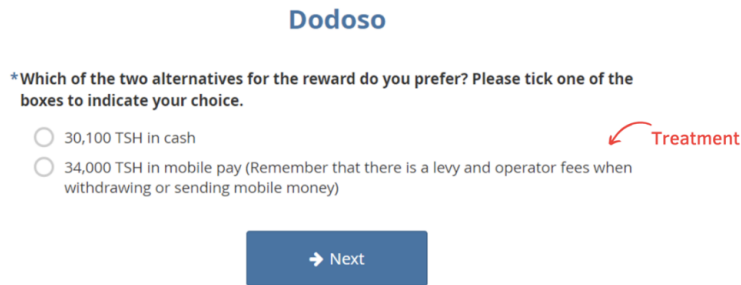 Dodoso
*Which of the two alternatives for the reward do you prefer? Please tick one of the
boxes to indicate your choice.
30,100 TSH in cash
Treatment
34,000 TSH in mobile pay (Remember that there is a levy and operator fees when
withdrawing or sending mobile money)
Next